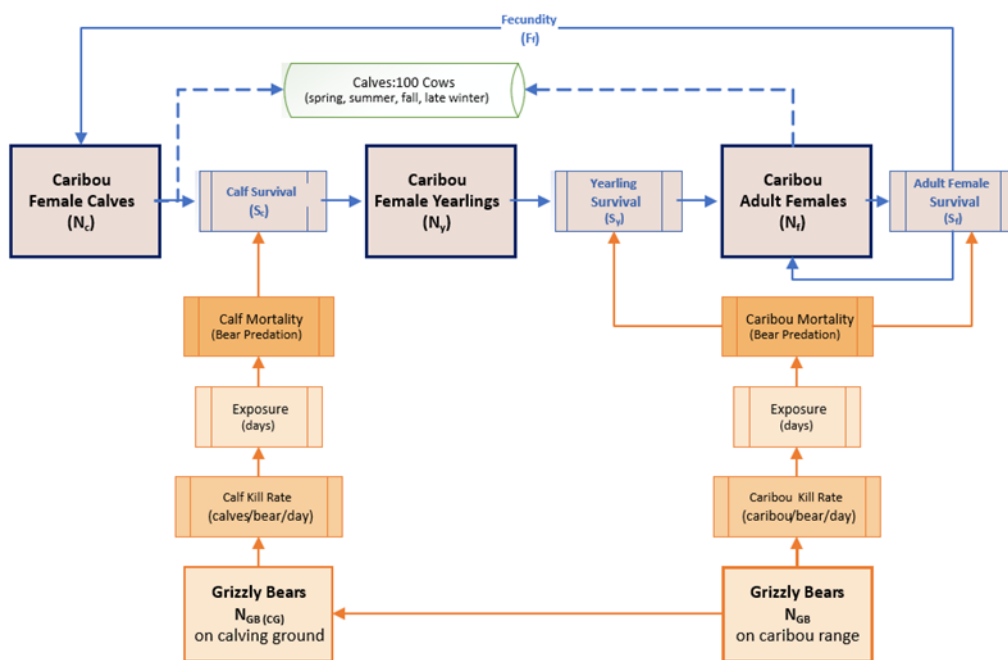 Fecundity
(Ff)
Calves:100 Cows
(spring, summer, fall, late winter)
Caribou
Female Calves
(Nc)
Calf Survival
(Sc)
Caribou
Female Yearlings
(Ny)
Yearling
Survival
(Sy)
Caribou
Adult Females
(Nf)
Adult Female
Survival
(Sf)
Calf Mortality
(Bear Predation)
Caribou Mortality
(Bear Predation)
Exposure
(days)
Exposure
(days)
Calf Kill Rate
(calves/bear/day)
Caribou Kill Rate
(caribou/bear/day)
Grizzly Bears
NGB (CG)
on calving ground
Grizzly Bears
NGB
on caribou range